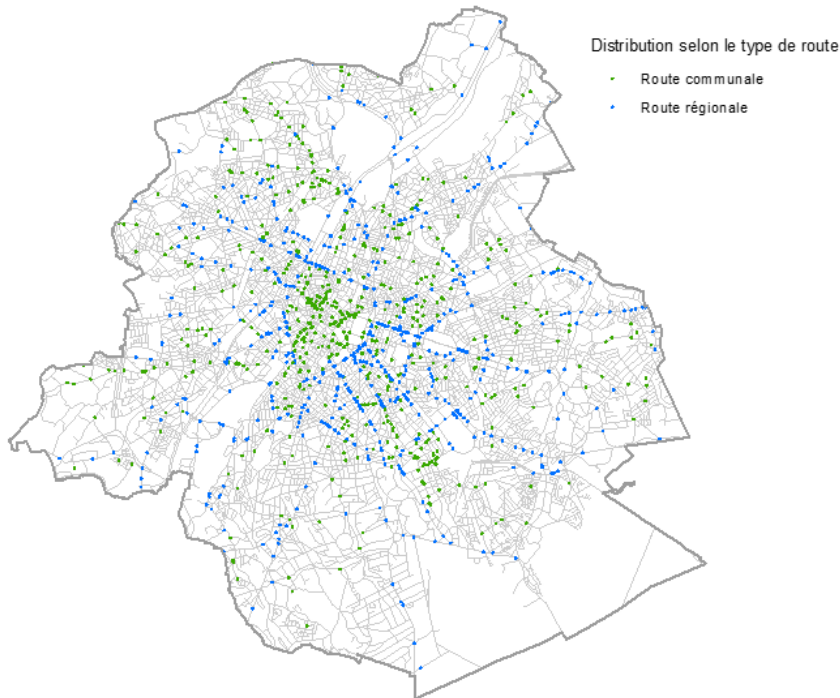 Distribution selon le type de route
Route communale
Route régionale